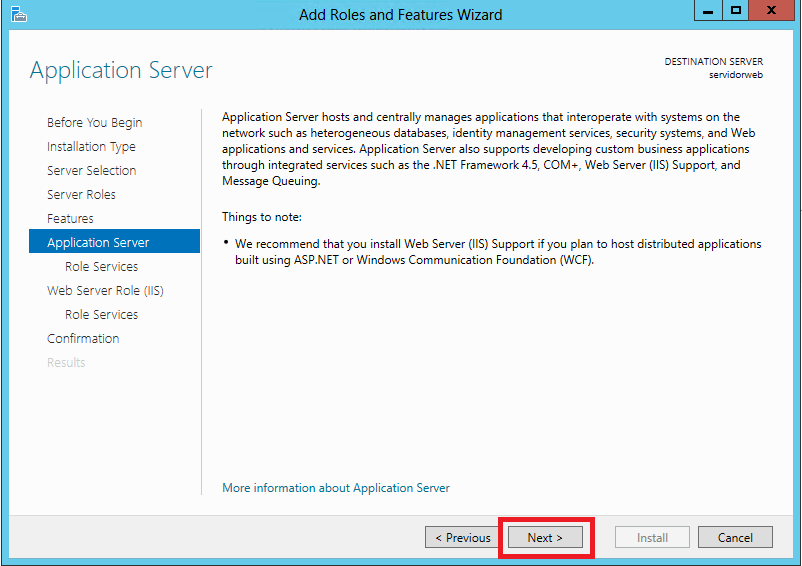 Add Roles and Features Wizard
Application Server
DESTINATION SERVER
servidorweb
Before You Begin
Installation Type
Server Selection
Server Roles
Features
Application Server
Role Services
Web Server Role (IIS)
Role Services
Confirmation
Results
Application Server hosts and centrally manages applications that interoperate with systems on the
network such as heterogeneous databases, identity management services, security systems, and Web
applications and services. Application Server also supports developing custom business applications
through integrated services such as the .NET Framework 4.5, COM+, Web Server (IIS) Support, and
Message Queuing.
Things to note:
• We recommend that you install Web Server (IIS) Support if you plan to host distributed applications
built using ASP.NET or Windows Communication Foundation (WCF).
More information about Application Server
< Previous
Next >
Install
Cancel